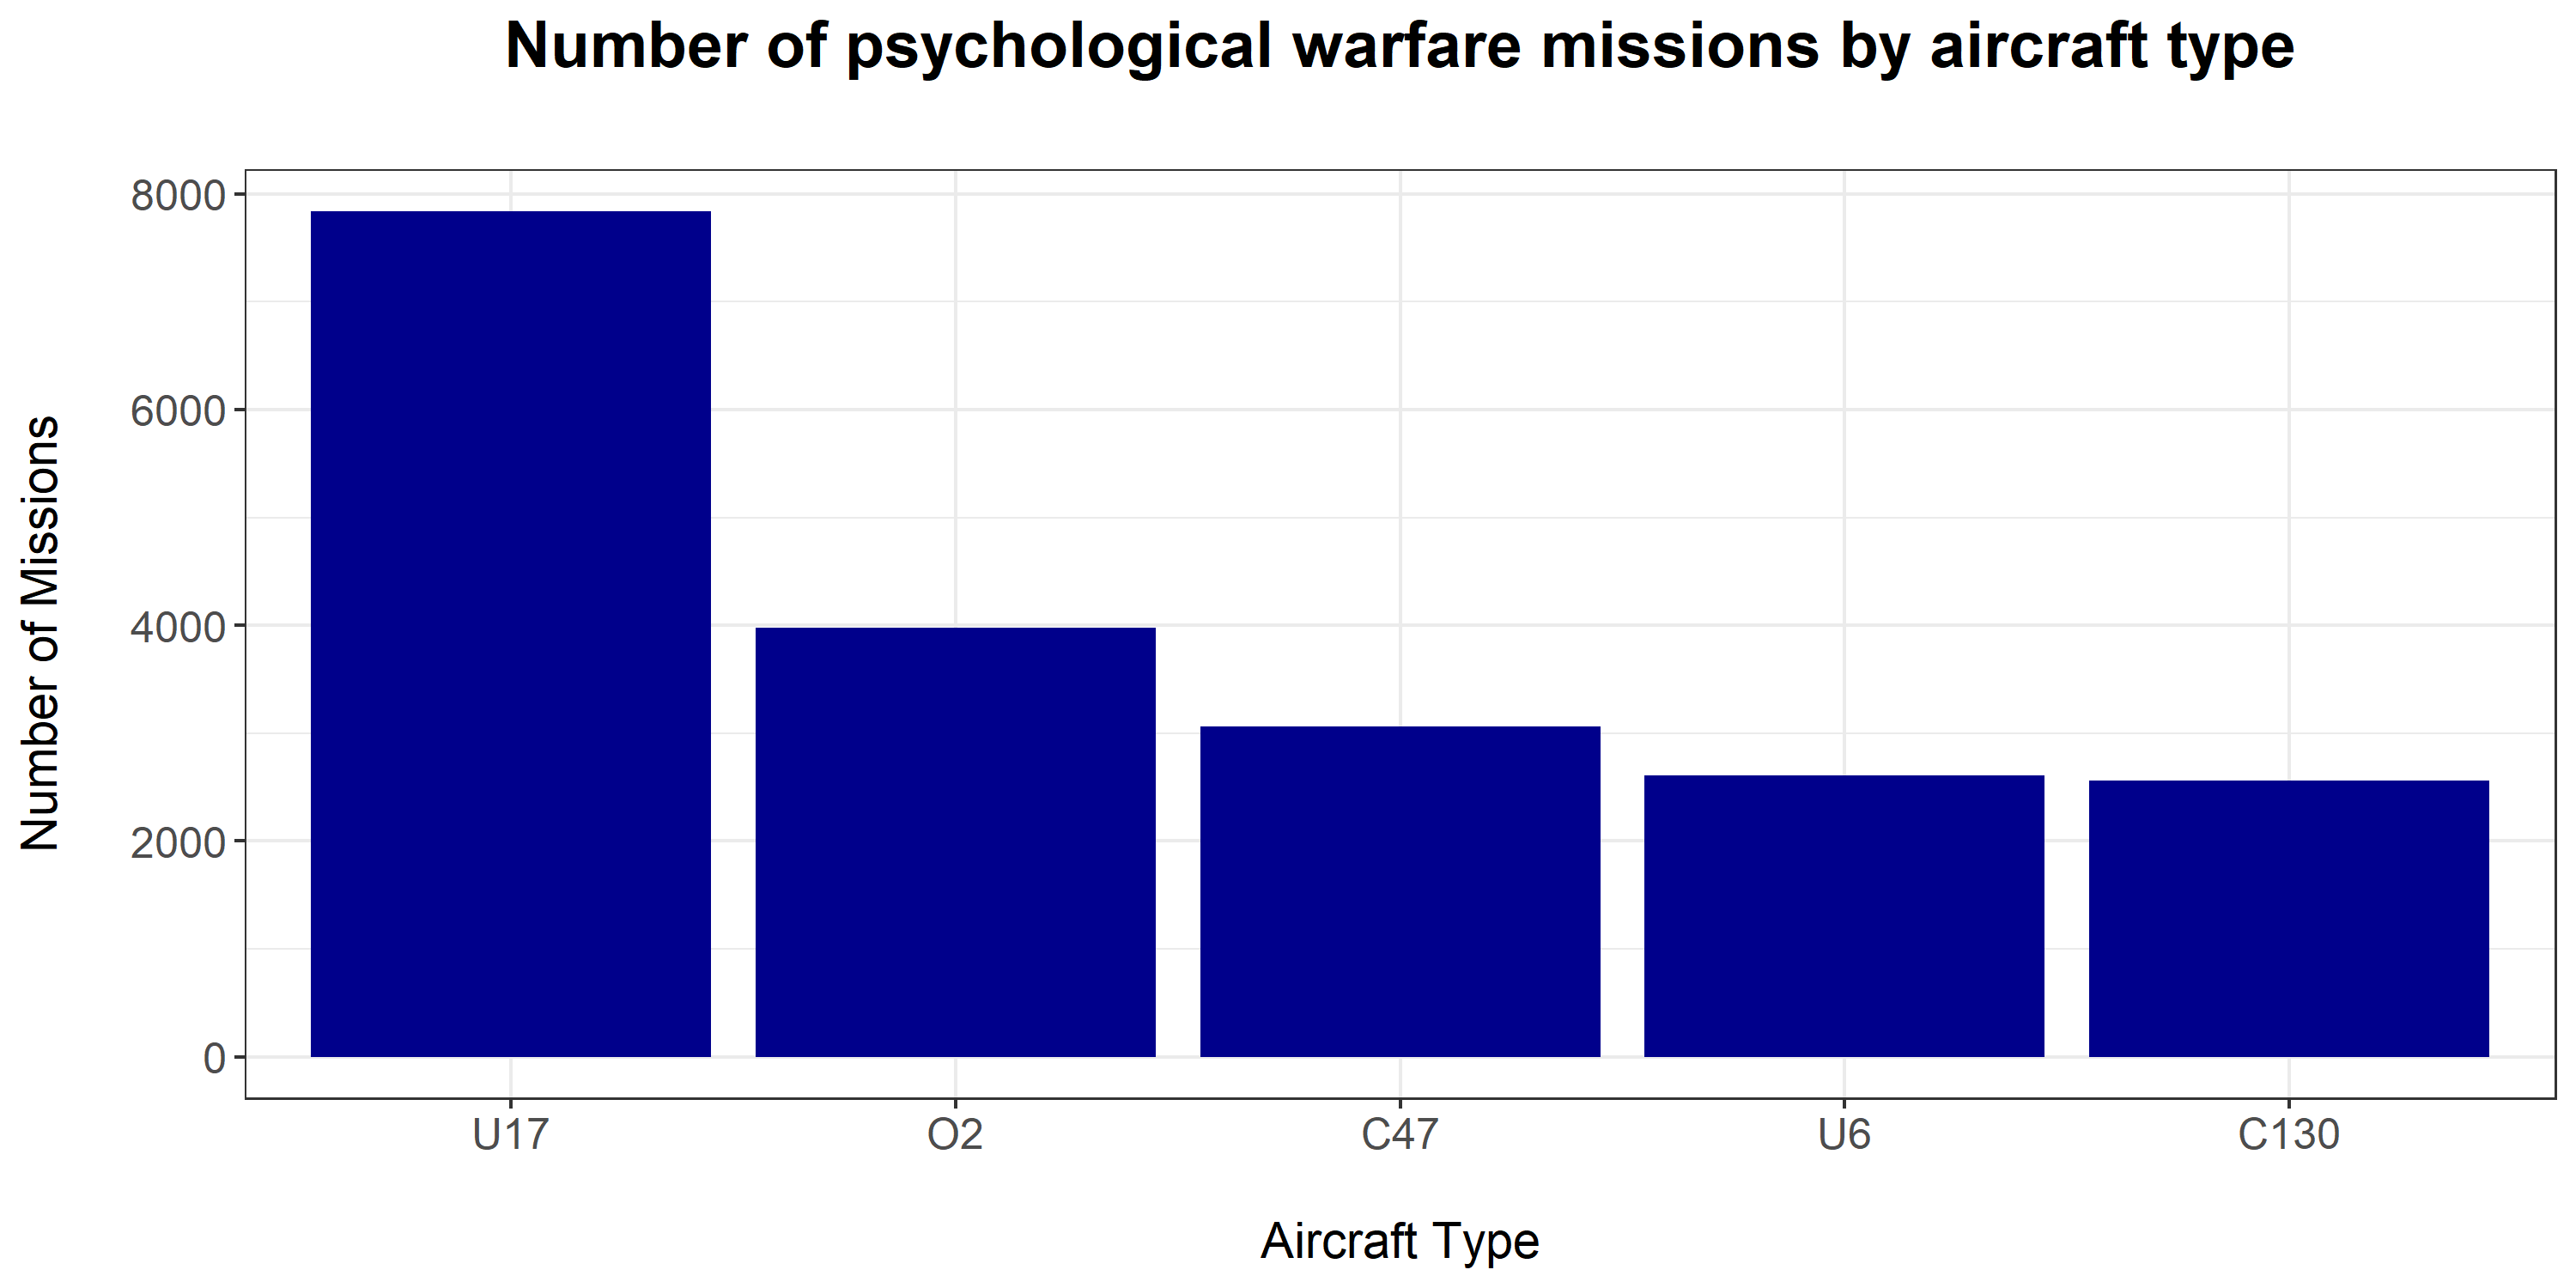 Number of psychological warfare missions by aircraft type
8000
6000
4000
2000
0
Number of Missions
U17 O2 C47 U6 C130
Aircraft Type